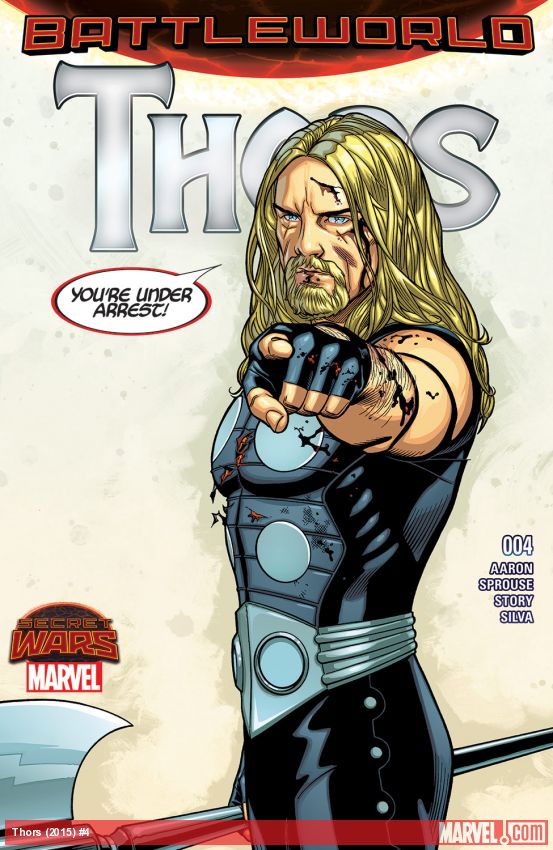 BATTLEWORLD
THORS
YOU'RE UNDER
ARREST!
004
AARON
SPROUSE
STORY
SILVA
SECRET
WARS
MARVEL
Thors (2015) #4
MARVEL.com